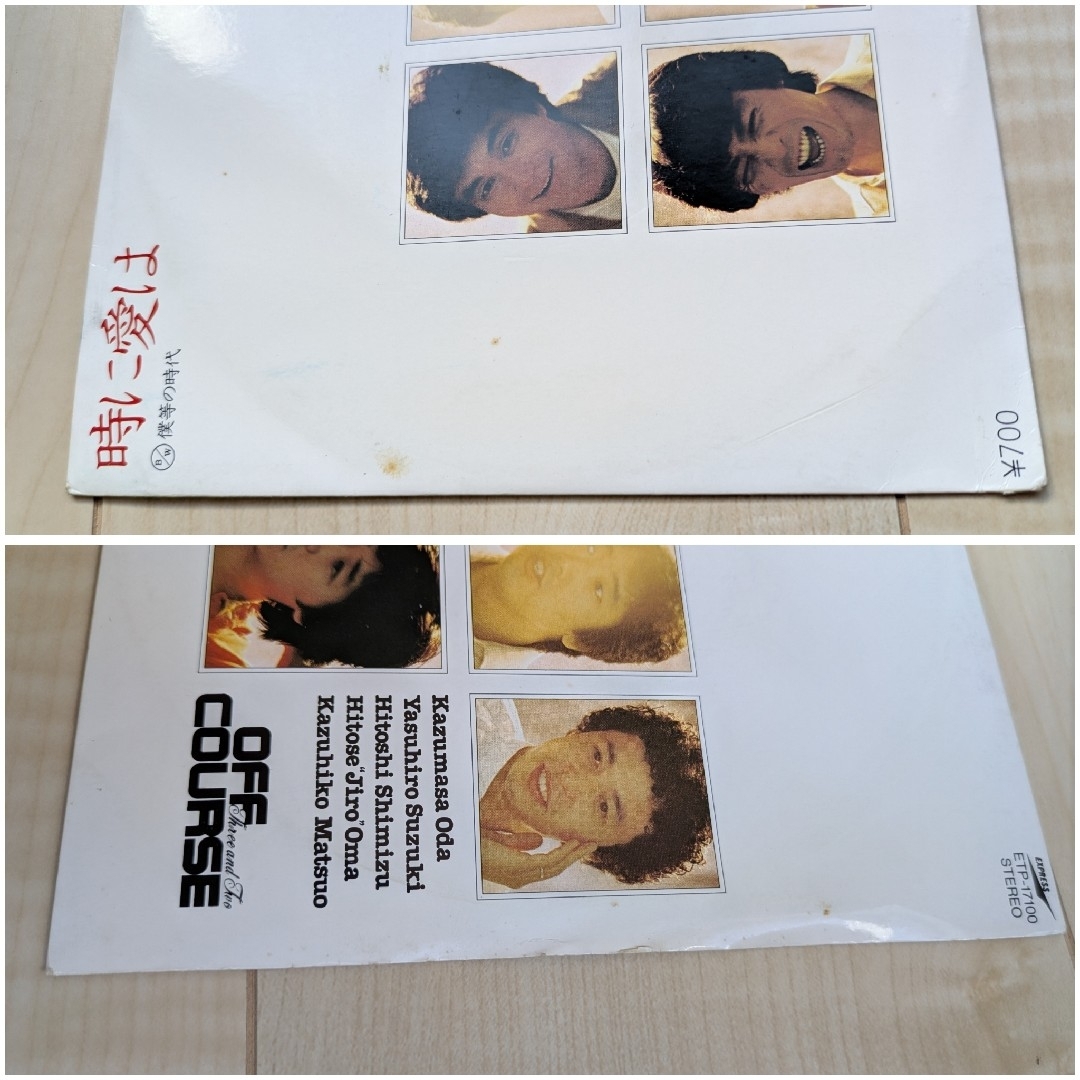 時に愛は
B/W 僕等の時代
¥700
OFF
COURSE
Three and Two
Kazumasa Oda
Yasuhiro Suzuki
Hitoshi Shimizu
Hitose "Jiro" Oma
Kazuhiko Matsuo
EXPRESS
ETP-17100
STEREO